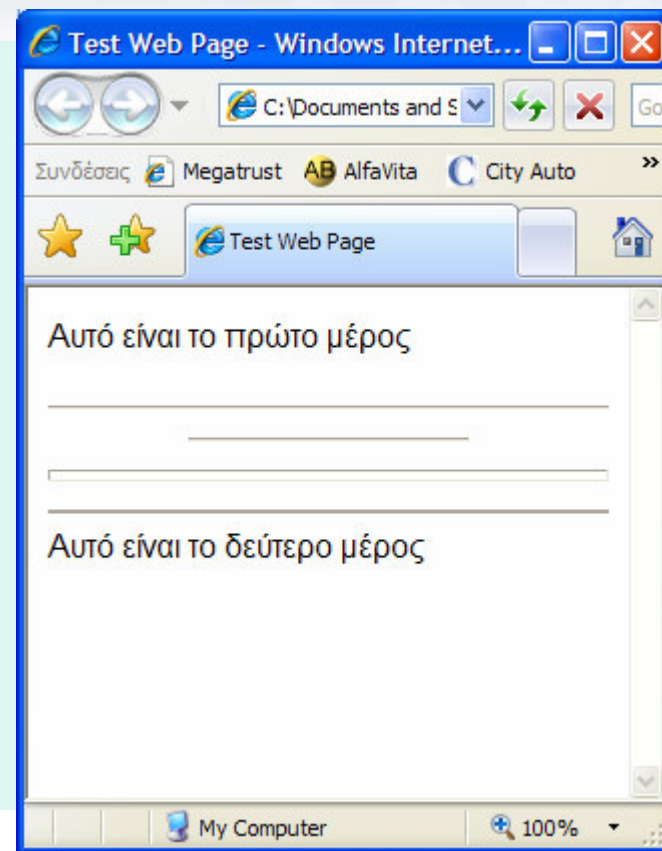 Test Web Page - Windows Internet...
C:\Documents and S
Go
Συνδέσεις Megatrust AB AlfaVita C City Auto »
Test Web Page
Αυτό είναι το πρώτο μέρος
Αυτό είναι το δεύτερο μέρος
My Computer 100%